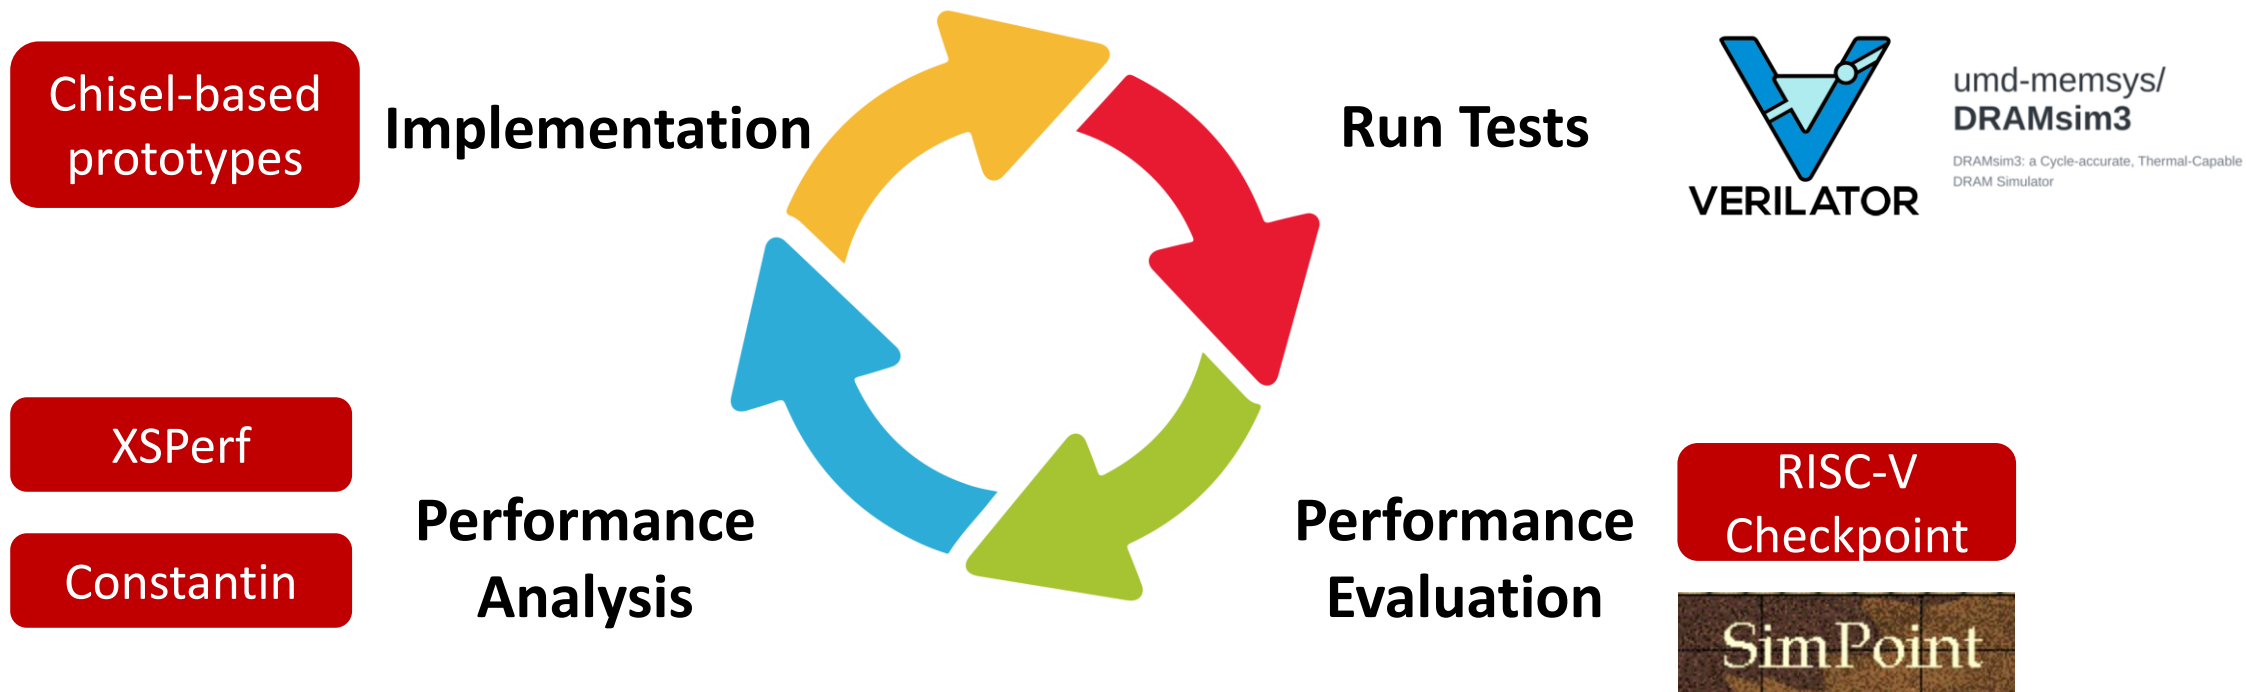 Chisel-based
prototypes
Implementation
Run Tests
VERILATOR
umd-memsys/
DRAMsim3
DRAMsim3: a Cycle-accurate, Thermal-Capable
DRAM Simulator
XSPerf
Constantin
Performance
Analysis
Performance
Evaluation
RISC-V
Checkpoint
SimPoint